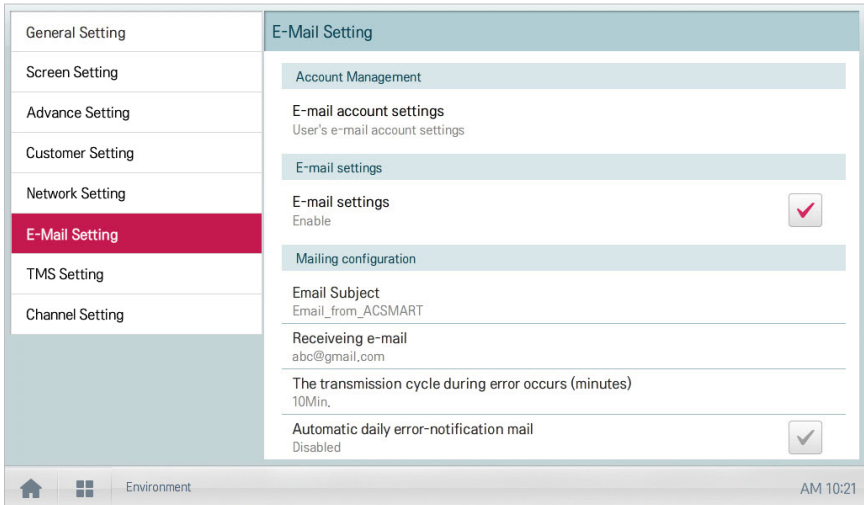 General Setting
Screen Setting
Advance Setting
Customer Setting
Network Setting
E-Mail Setting
TMS Setting
Channel Setting
E-Mail Setting
Account Management
E-mail account settings
User's e-mail account settings
E-mail settings
E-mail settings
Enable
Mailing configuration
Email Subject
Email_from_ACSMART
Receiveing e-mail
abc@gmail.com
The transmission cycle during error occurs (minutes)
10Min.
Automatic daily error-notification mail
Disabled
Environment
AM 10:21